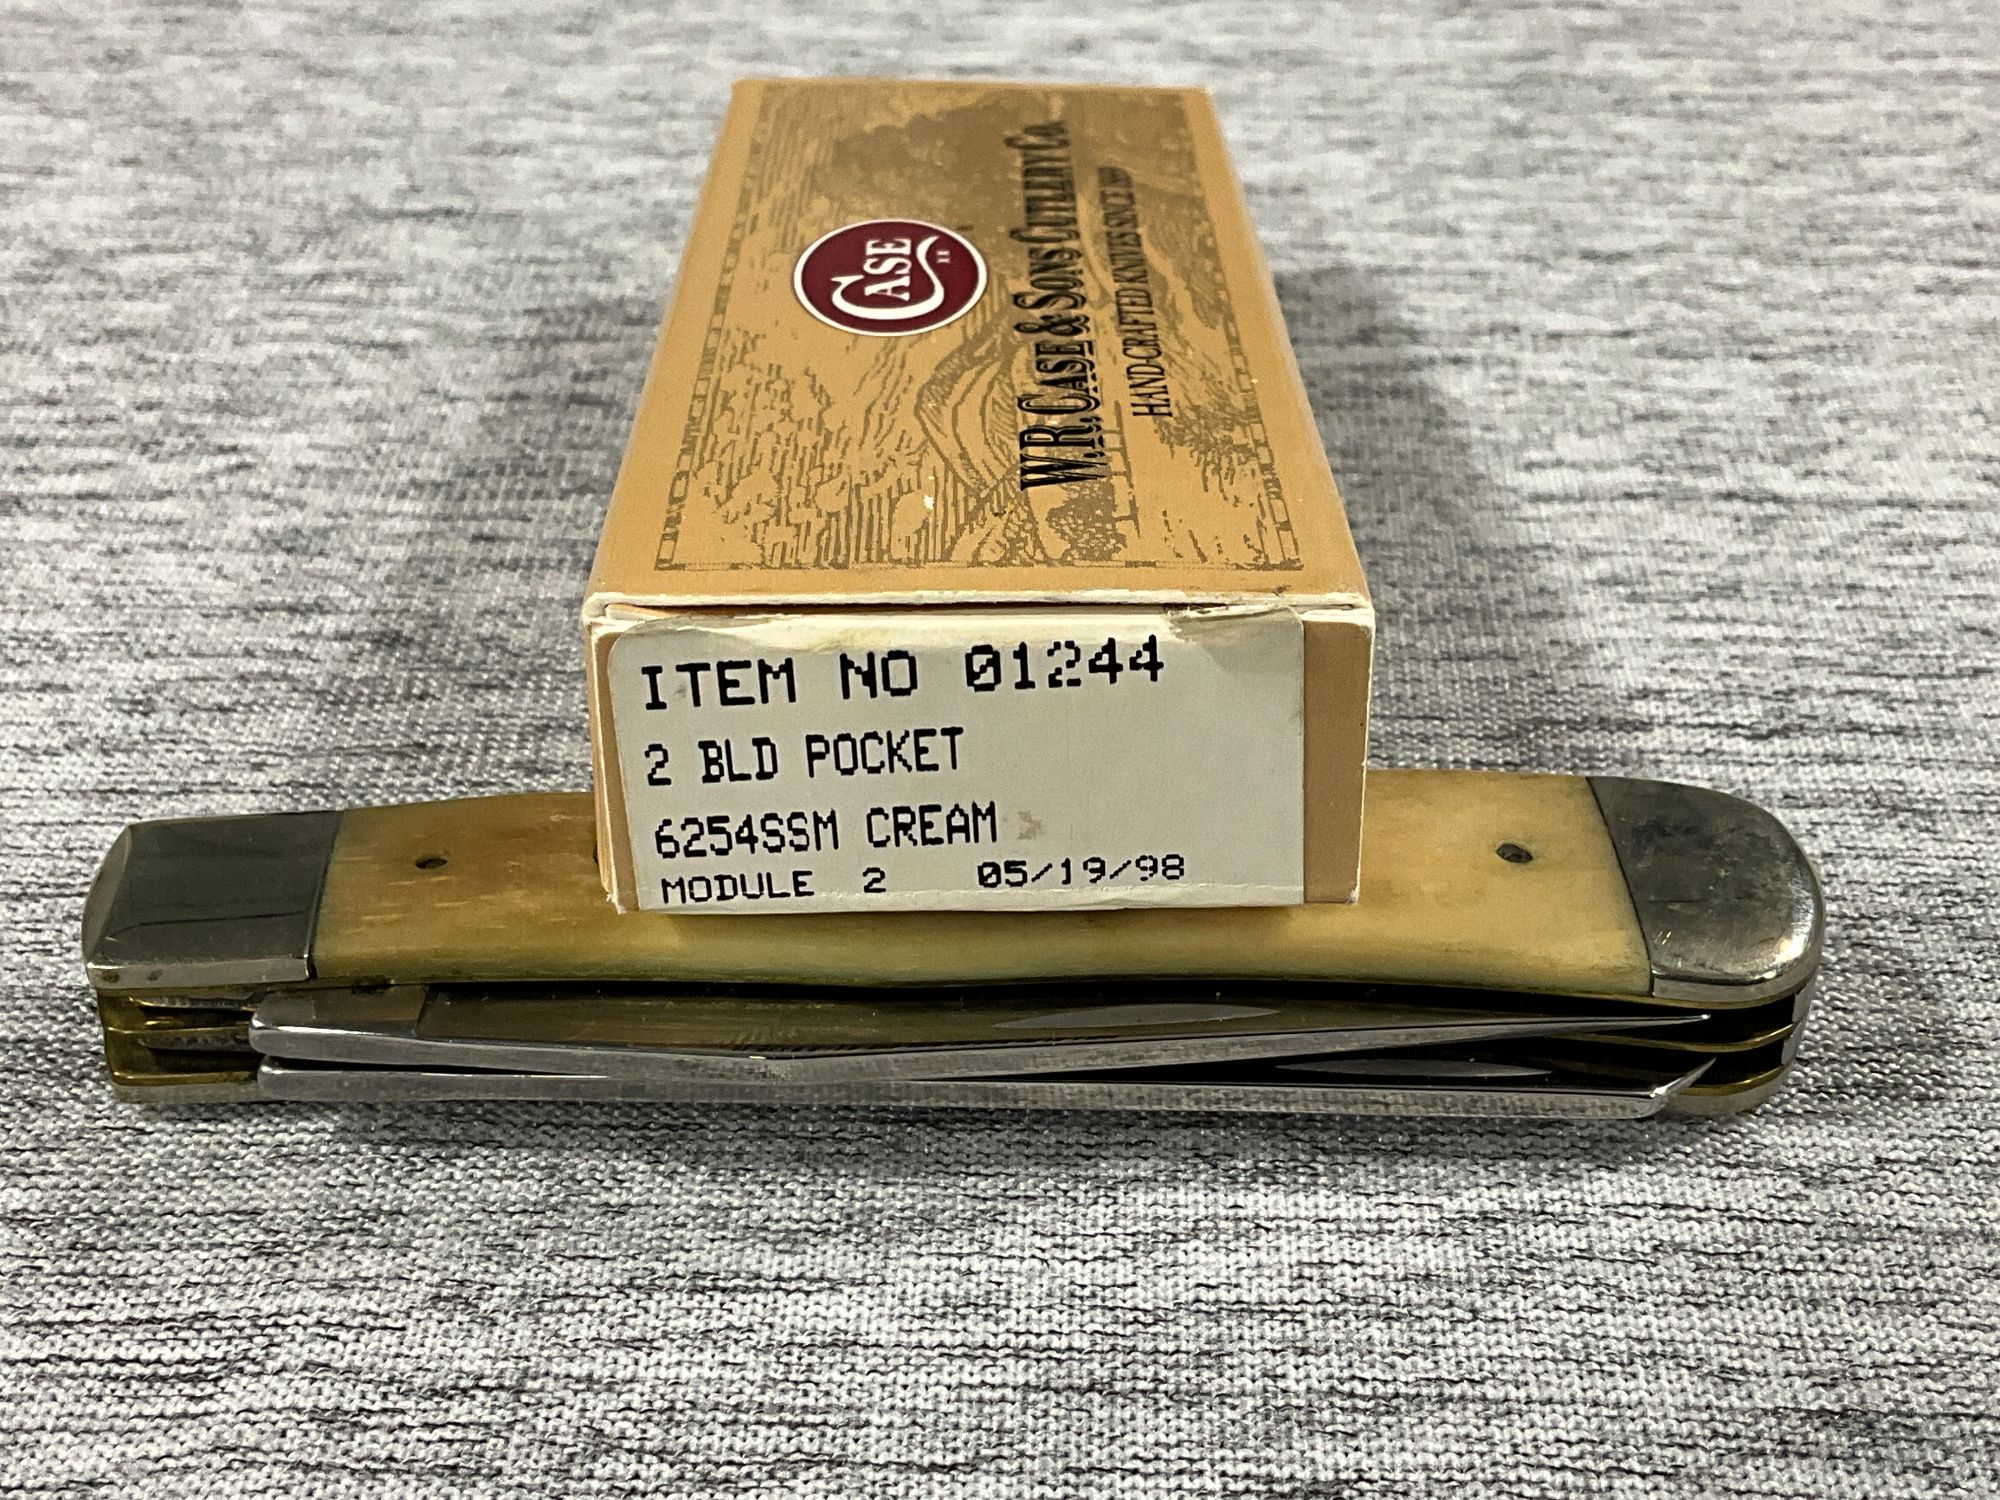 CASE
XX
W.R. CASE & SONS CUTLERY CO.
HAND-CRAFTED KNIVES SINCE 1889
ITEM NO 01244
2 BLD POCKET
6254SSM CREAM
MODULE 2 05/19/98